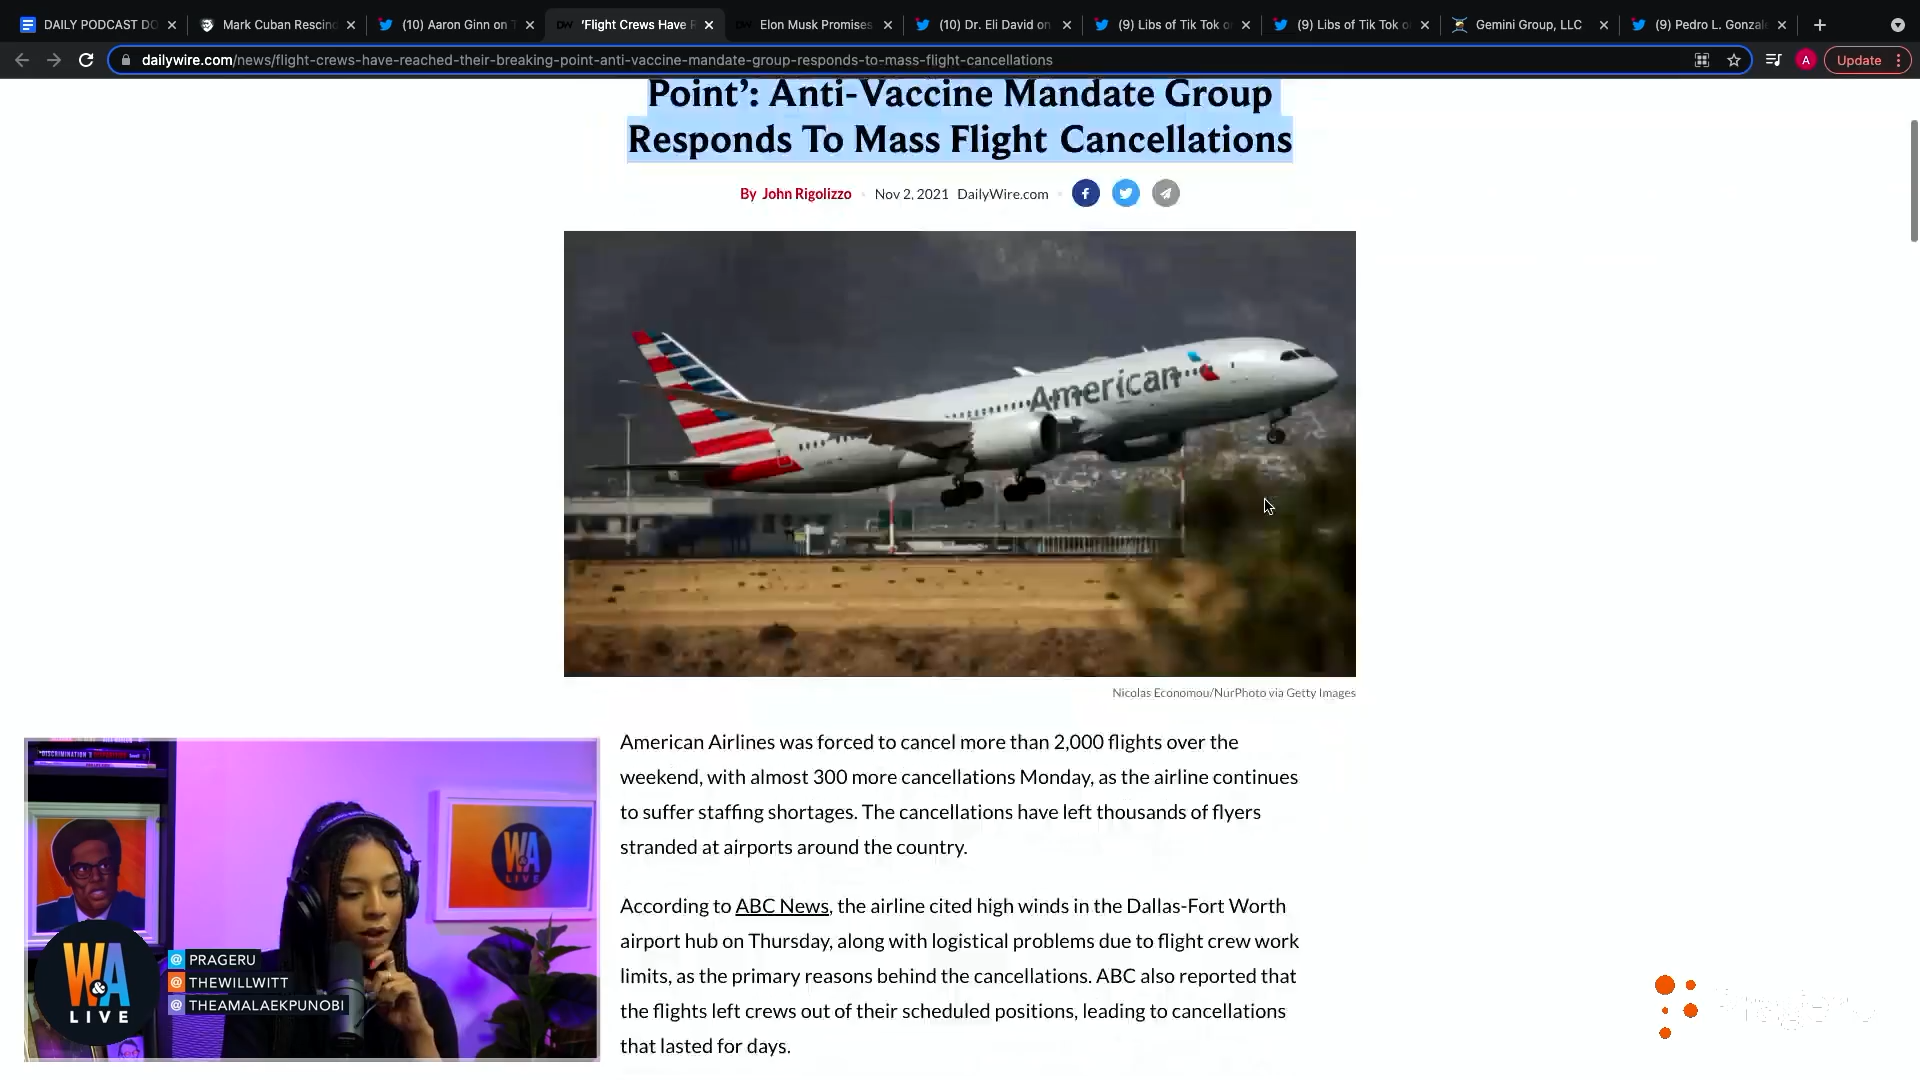 DAILY PODCAST DO
Mark Cuban Rescin
(10) Aaron Ginn on T
'Flight Crews Have R
Elon Musk Promises
(10) Dr. Eli David on
(9) Libs of Tik Tok o
(9) Libs of Tik Tok o
Gemini Group, LLC
(9) Pedro L. Gonzal
dailywire.com/news/flight-crews-have-reached-their-breaking-point-anti-vaccine-mandate-group-responds-to-mass-flight-cancellations
A
Update
Point’: Anti-Vaccine Mandate Group
Responds To Mass Flight Cancellations
By John Rigolizzo • Nov 2, 2021 DailyWire.com
American
Nicolas Economou/NurPhoto via Getty Images
American Airlines was forced to cancel more than 2,000 flights over the
weekend, with almost 300 more cancellations Monday, as the airline continues
to suffer staffing shortages. The cancellations have left thousands of flyers
stranded at airports around the country.
According to ABC News, the airline cited high winds in the Dallas-Fort Worth
airport hub on Thursday, along with logistical problems due to flight crew work
limits, as the primary reasons behind the cancellations. ABC also reported that
the flights left crews out of their scheduled positions, leading to cancellations
that lasted for days.
DISCRIMINATION
W&A
LIVE
W&A
LIVE
@ PRAGERU
@ THEWILLWITT
@ THEAMALAEKPUNOBI
PragerU